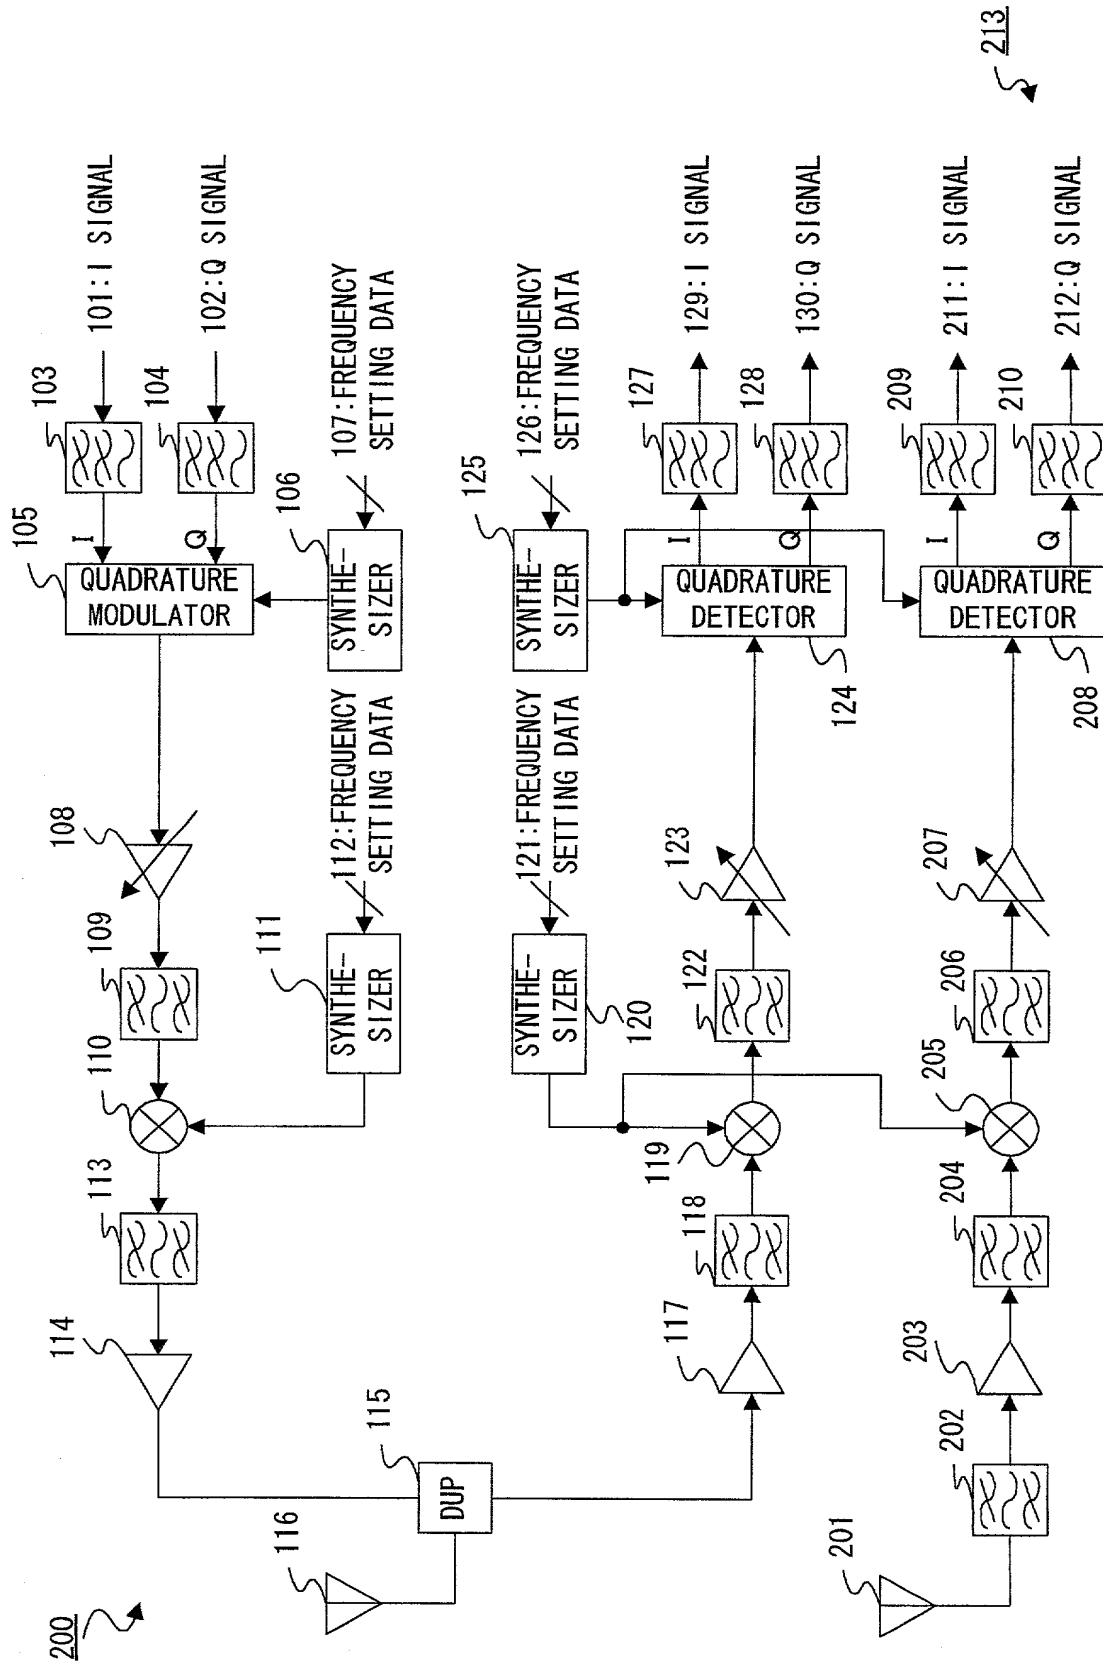 200
116
115
DUP
114
113
110
109
108
105
QUADRATURE
MODULATOR
I
Q
103
104
101:I SIGNAL
102:Q SIGNAL
111
SYNTHE-
SIZER
112:FREQUENCY
SETTING DATA
106
SYNTHE-
SIZER
107:FREQUENCY
SETTING DATA
120
SYNTHE-
SIZER
121:FREQUENCY
SETTING DATA
125
SYNTHE-
SIZER
126:FREQUENCY
SETTING DATA
117
118
119
122
123
124
QUADRATURE
DETECTOR
I
Q
127
128
129:I SIGNAL
130:Q SIGNAL
201
202
203
204
205
206
207
208
QUADRATURE
DETECTOR
I
Q
209
210
211:I SIGNAL
212:Q SIGNAL
213